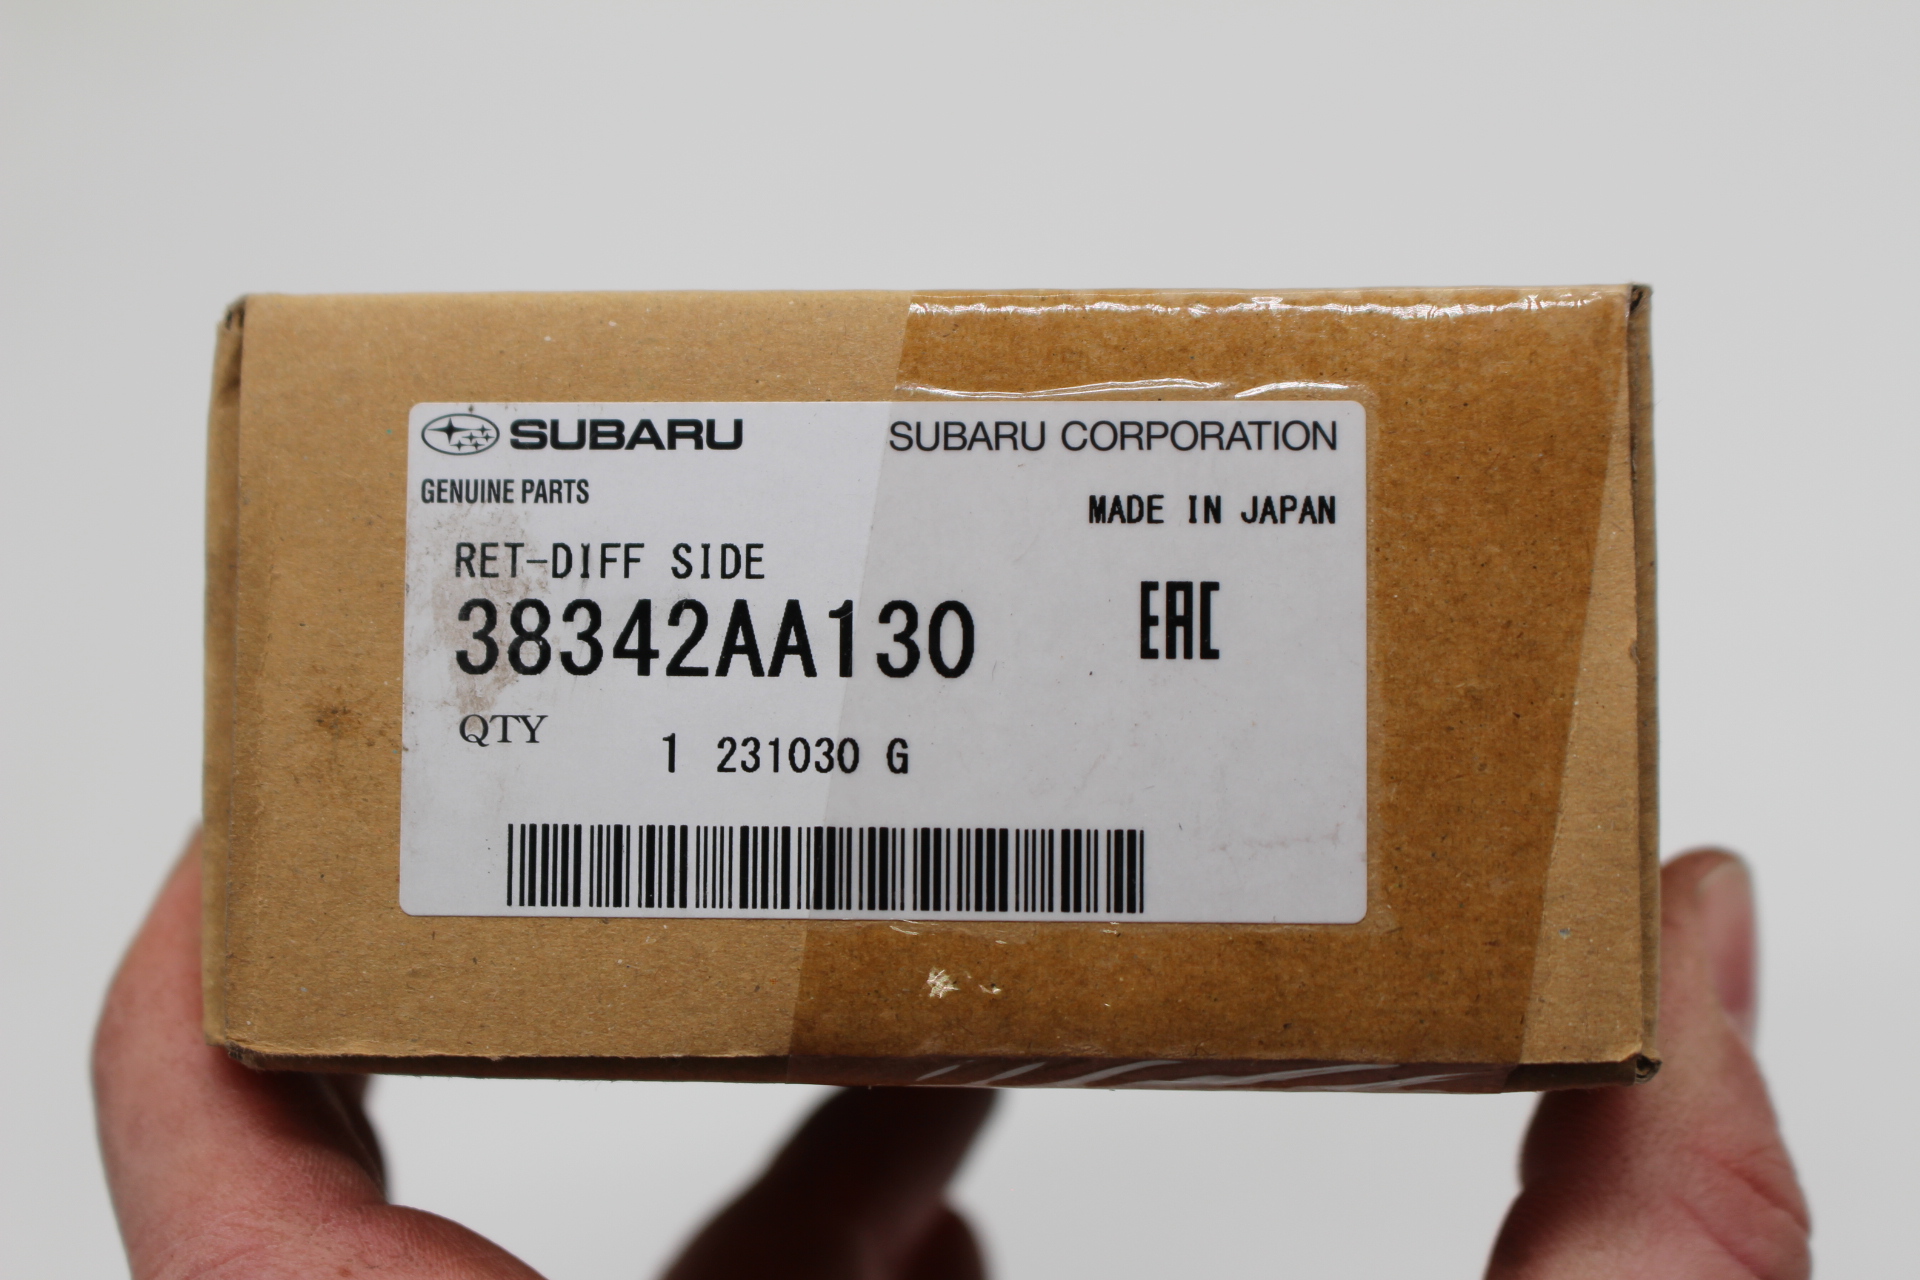 SUBARU SUBARU CORPORATION
GENUINE PARTS
MADE IN JAPAN
RET-DIFF SIDE
38342AA130
EAC
QTY
1 231030 G